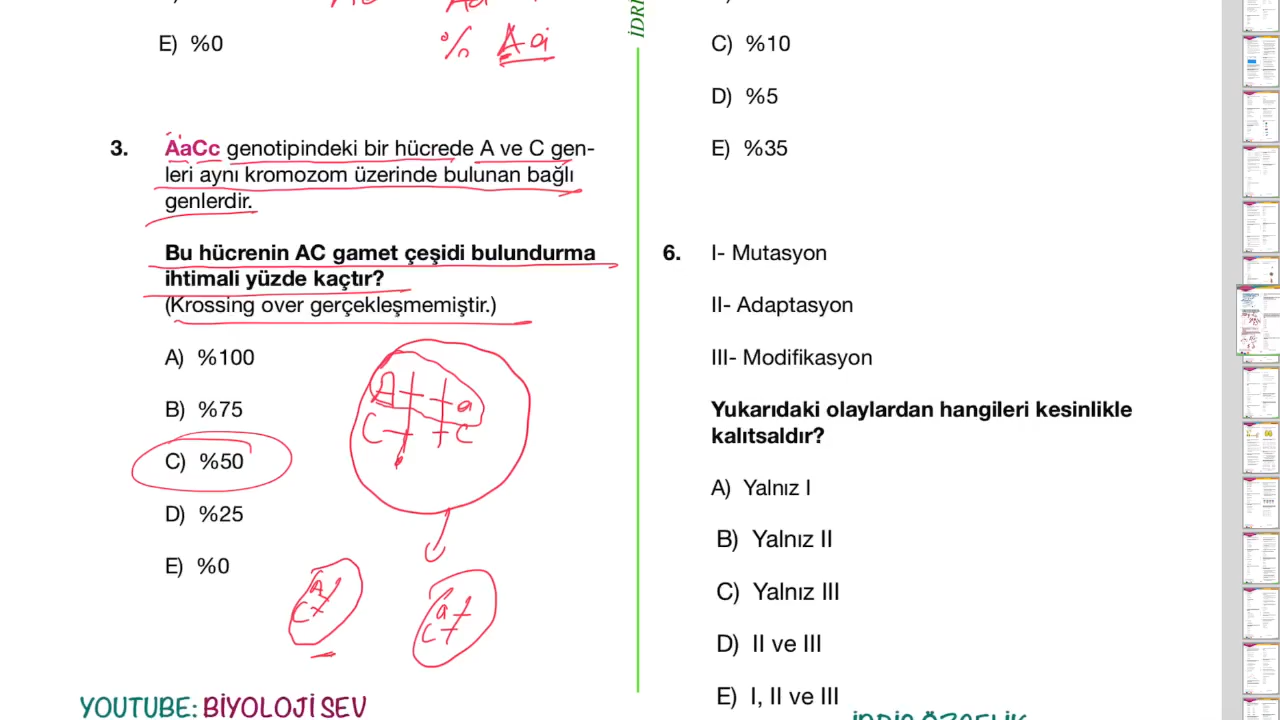 E) %0
% Aa
3. AaCc genotipindeki bir hücrede A ve C gen-
leri aynı kromozom üzerinde bulunan bağlı
genlerdir.
Bu hücrenin AC gamet çeşidi bulundurma
ihtimali yüzde kaçtır?
(Krossing over gerçekleşmemiştir.)
A) %100
B) %75
C) %50
D) %25
E) %0
A a
C c
A
C
a
c
YOUTUBE: BİYOLOJİ SEV
C) %10
D) %5
E) %35
6. I- Mutasyon
II- Adaptasyon
III- Modifikasyon
Yukarıdaki olaylardan hangileri kesinlikle
kalıtsaldır?
A) Yalnız I
B) Yalnız II
C) Yalnız III
D) II ve III
E) I, II ve III